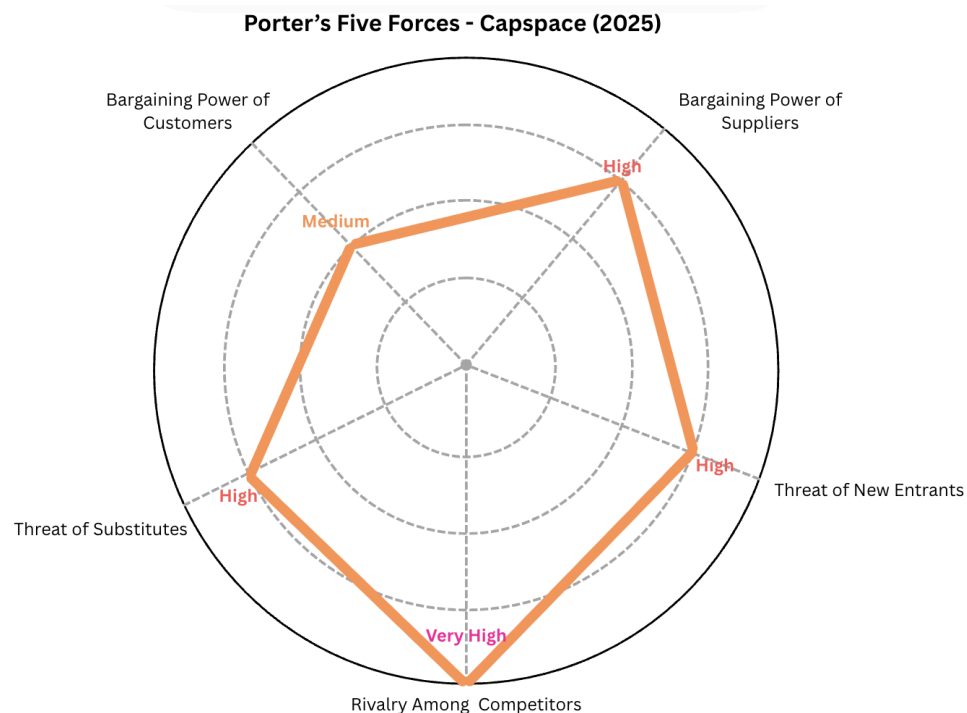 Porter’s Five Forces - Capspace (2025)
Bargaining Power of
Customers
Bargaining Power of
Suppliers
High
Medium
High
Threat of New Entrants
High
Threat of Substitutes
Very High
Rivalry Among  Competitors